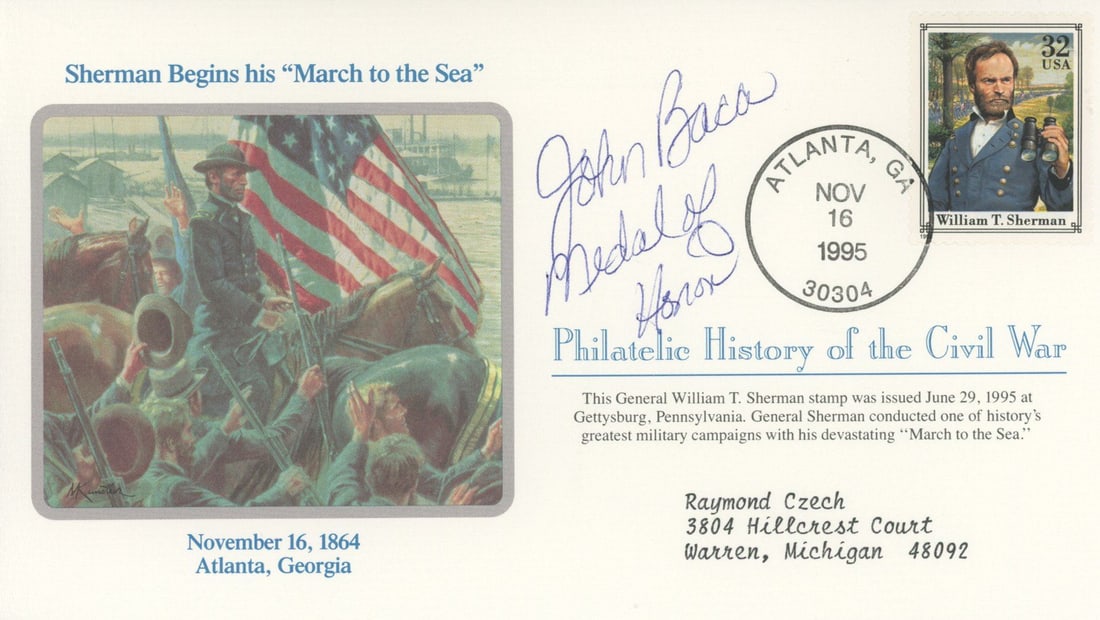 Sherman Begins his “March to the Sea”
MKunstler
November 16, 1864
Atlanta, Georgia
John Baca
Medal of
Honor
ATLANTA, GA
NOV
16
1995
30304
32
USA
William T. Sherman
Philatelic History of the Civil War
This General William T. Sherman stamp was issued June 29, 1995 at
Gettysburg, Pennsylvania. General Sherman conducted one of history’s
greatest military campaigns with his devastating “March to the Sea.”
Raymond Czech
3804 Hillcrest Court
Warren, Michigan 48092